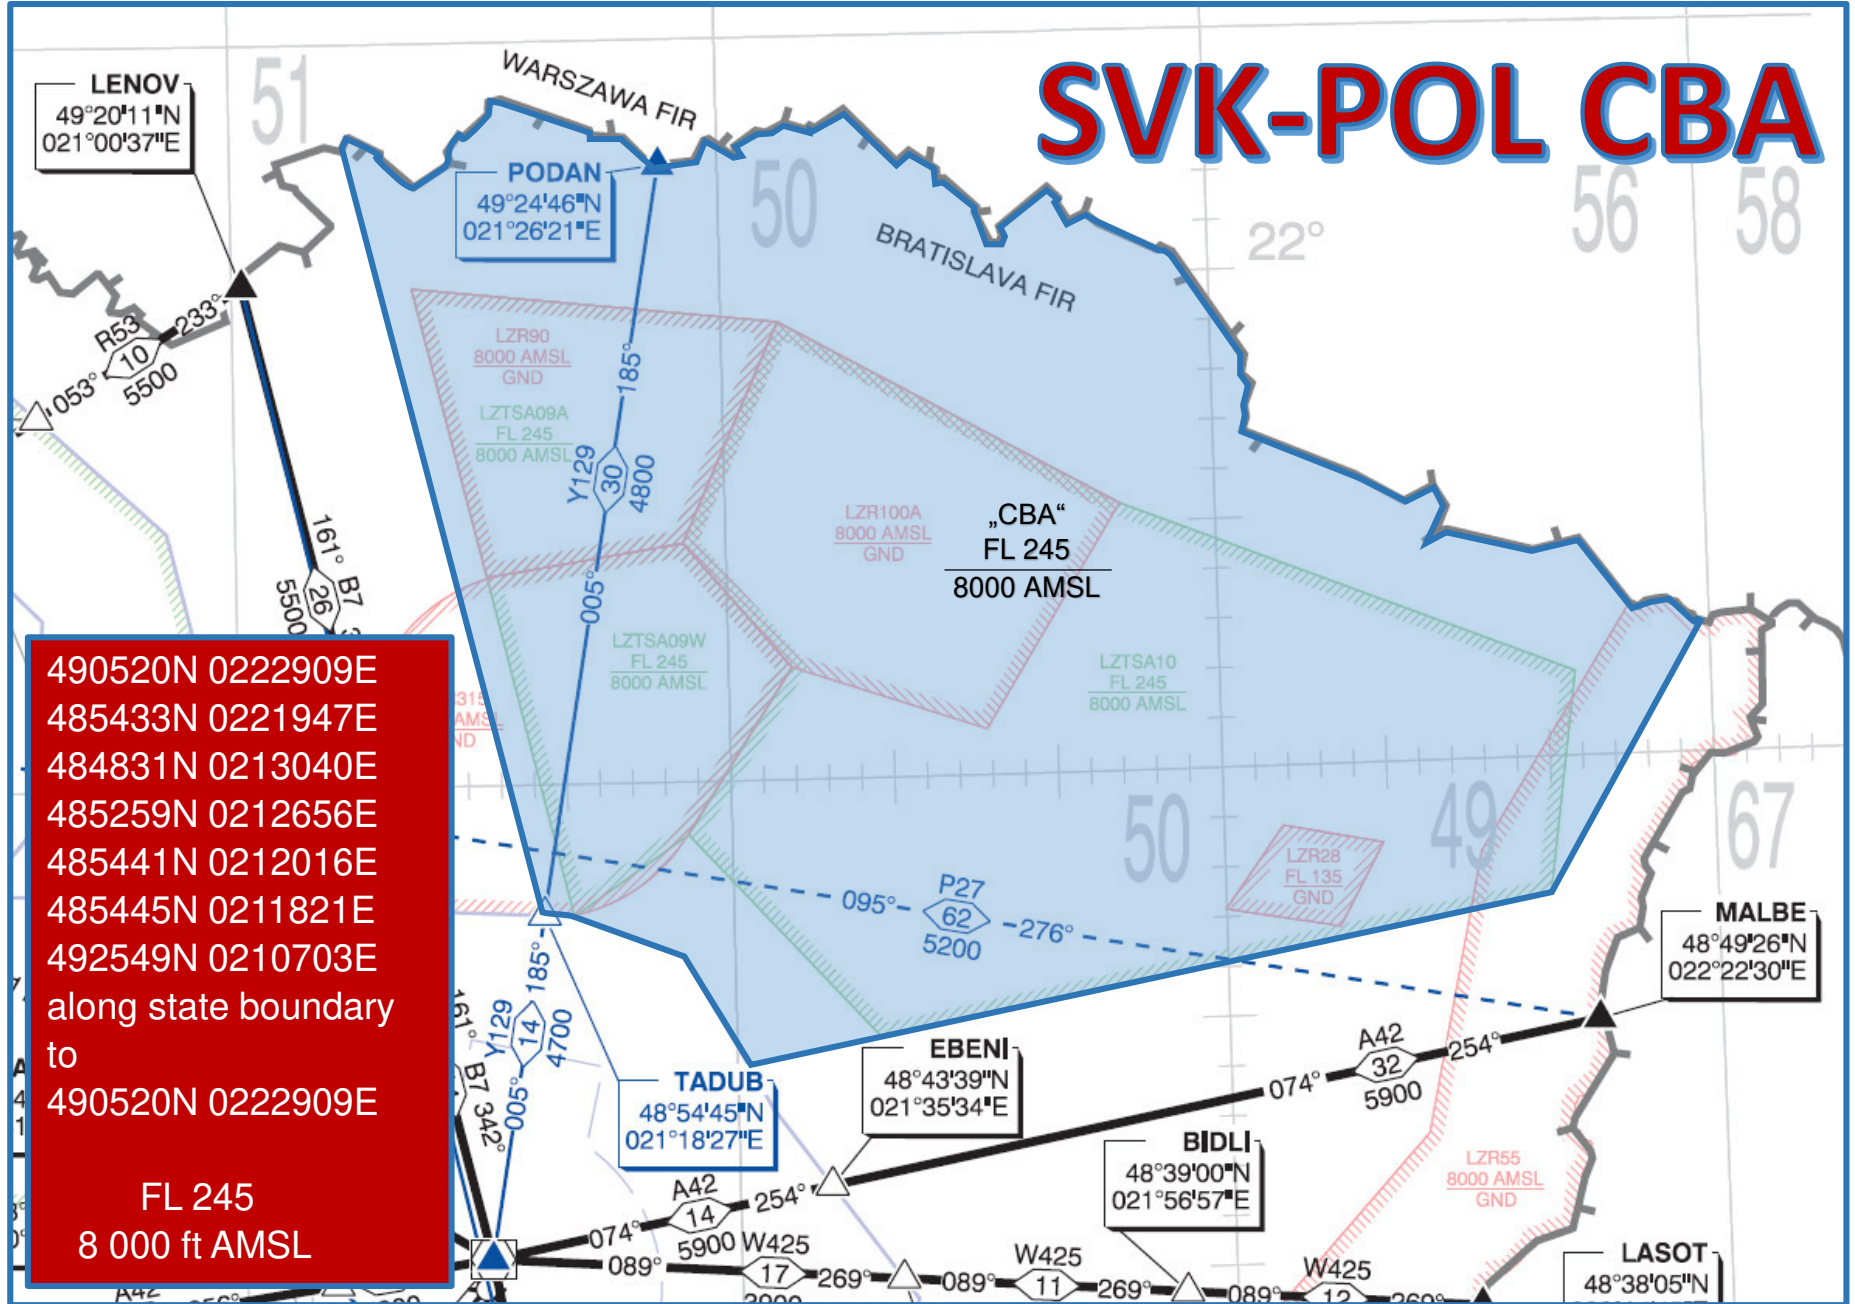 SVK-POL CBA
LENOV
49°20'11"N
021°00'37"E
51
WARSZAWA FIR
PODAN
49°24'46"N
021°26'21"E
50
BRATISLAVA FIR
22°
56
58
R53
10
5500
233°
053°
LZR90
8000 AMSL
GND
LZTSA09A
FL 245
8000 AMSL
185°
Y129
30
4800
005°
LZR100A
8000 AMSL
GND
„CBA“
FL 245
8000 AMSL
161°
B7
26
5500
LZTSA09W
FL 245
8000 AMSL
LZTSA10
FL 245
8000 AMSL
315
AMSL
ND
490520N 0222909E
485433N 0221947E
484831N 0213040E
485259N 0212656E
485441N 0212016E
485445N 0211821E
492549N 0210703E
along state boundary
to
490520N 0222909E
FL 245
8 000 ft AMSL
50
49
67
LZR28
FL 135
GND
P27
095°
62
276°
5200
MALBE
48°49'26"N
022°22'30"E
185°
Y129
14
4700
005°
161°
B7 342°
TADUB
48°54'45"N
021°18'27"E
EBENI
48°43'39"N
021°35'34"E
A42
074°
32
254°
5900
BIDLI
48°39'00"N
021°56'57"E
LZR55
8000 AMSL
GND
A42
074°
14
254°
5900
W425
089°
17
269°
W425
089°
11
269°
W425
089°
12
269°
LASOT
48°38'05"N
A42